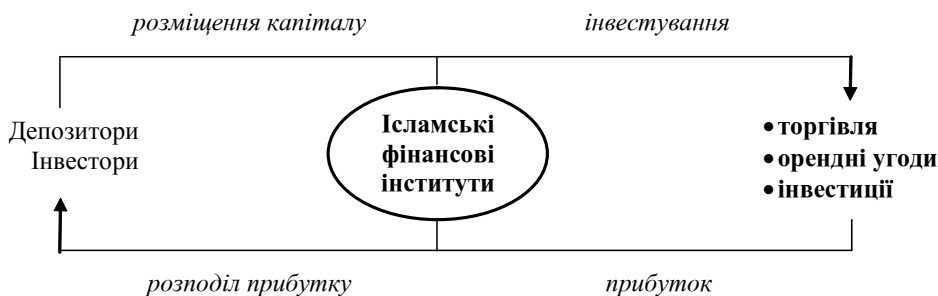 розміщення капіталу
інвестування
Депозитори
Інвестори
Ісламські
фінансові
інститути
•торгівля
•орендні угоди
•інвестиції
розподіл прибутку
прибуток